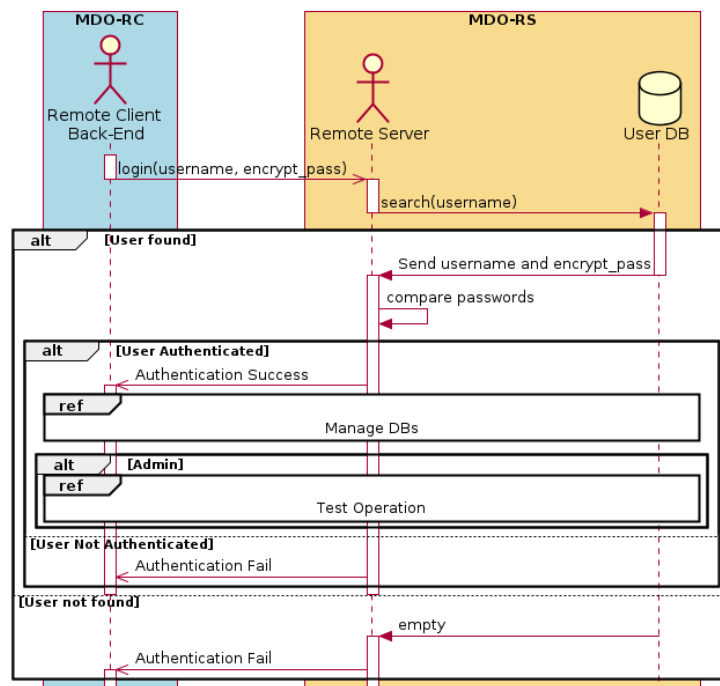 MDO-RC
MDO-RS
Remote Client
Back-End
Remote Server
User DB
login(username, encrypt_pass)
search(username)
alt
[User found]
Send username and encrypt_pass
compare passwords
alt
[User Authenticated]
Authentication Success
ref
Manage DBs
alt
[Admin]
ref
Test Operation
[User Not Authenticated]
Authentication Fail
[User not found]
empty
Authentication Fail